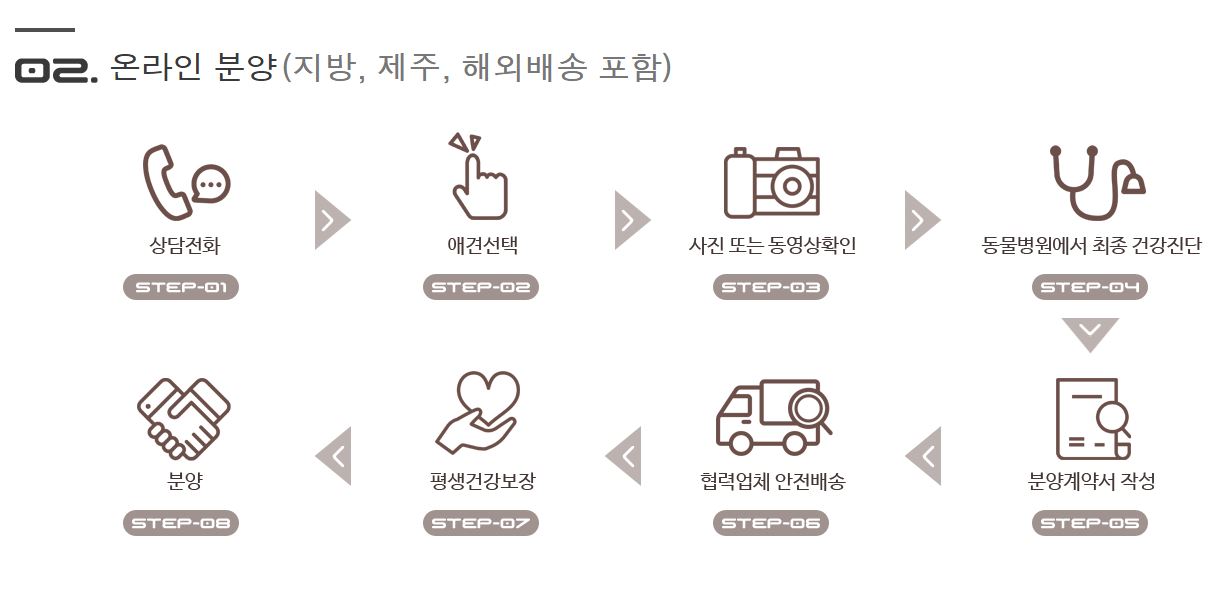 02. 온라인 분양(지방, 제주, 해외배송 포함)
상담전화
STEP-01
애견선택
STEP-02
사진 또는 동영상확인
STEP-03
동물병원에서 최종 건강진단
STEP-04
분양계약서 작성
STEP-05
협력업체 안전배송
STEP-06
평생건강보장
STEP-07
분양
STEP-08